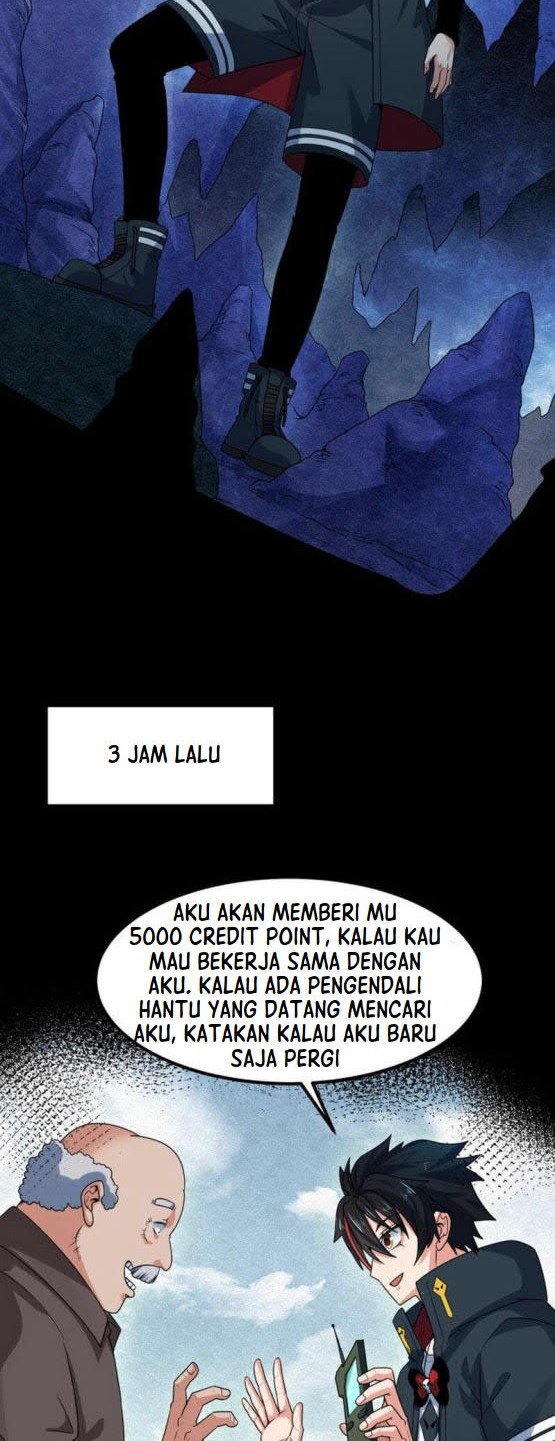 3 JAM LALU
AKU AKAN MEMBERI MU
5000 CREDIT POINT, KALAU KAU
MAU BEKERJA SAMA DENGAN
AKU. KALAU ADA PENGENDALI
HANTU YANG DATANG MENCARI
AKU, KATAKAN KALAU AKU BARU
SAJA PERGI